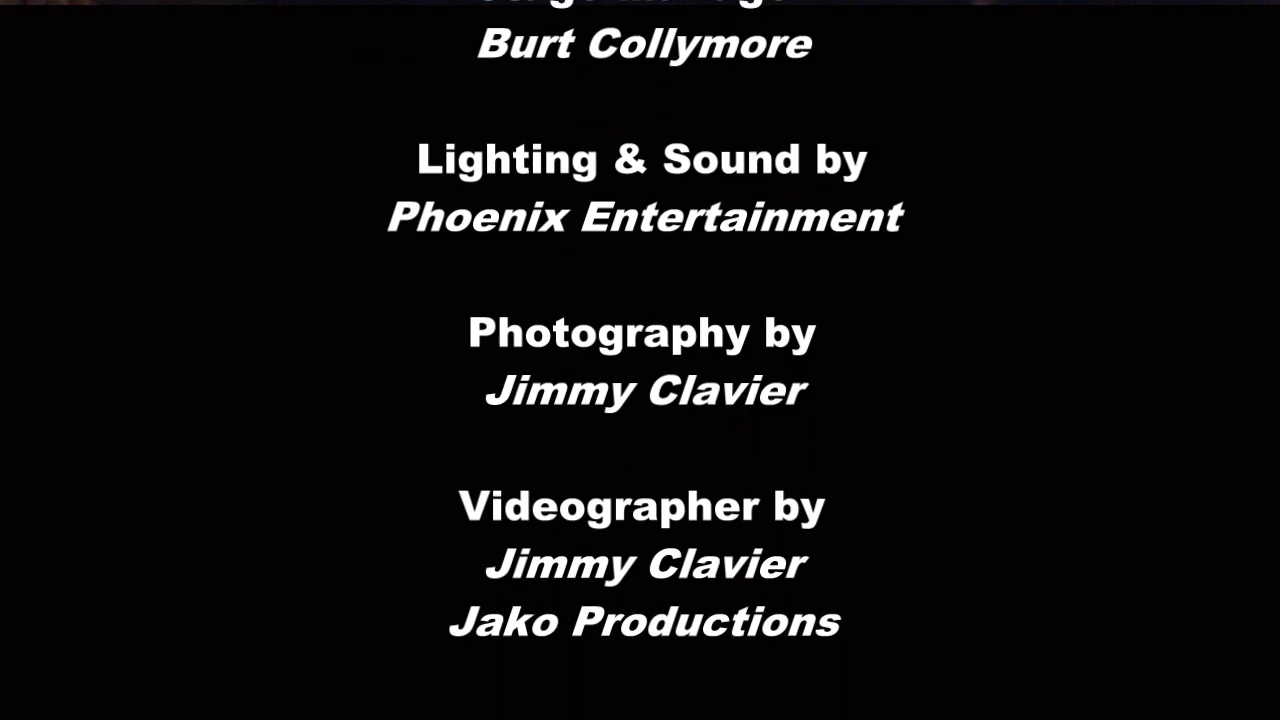 Burt Collymore
Lighting & Sound by
Phoenix Entertainment
Photography by
Jimmy Clavier
Videographer by
Jimmy Clavier
Jako Productions